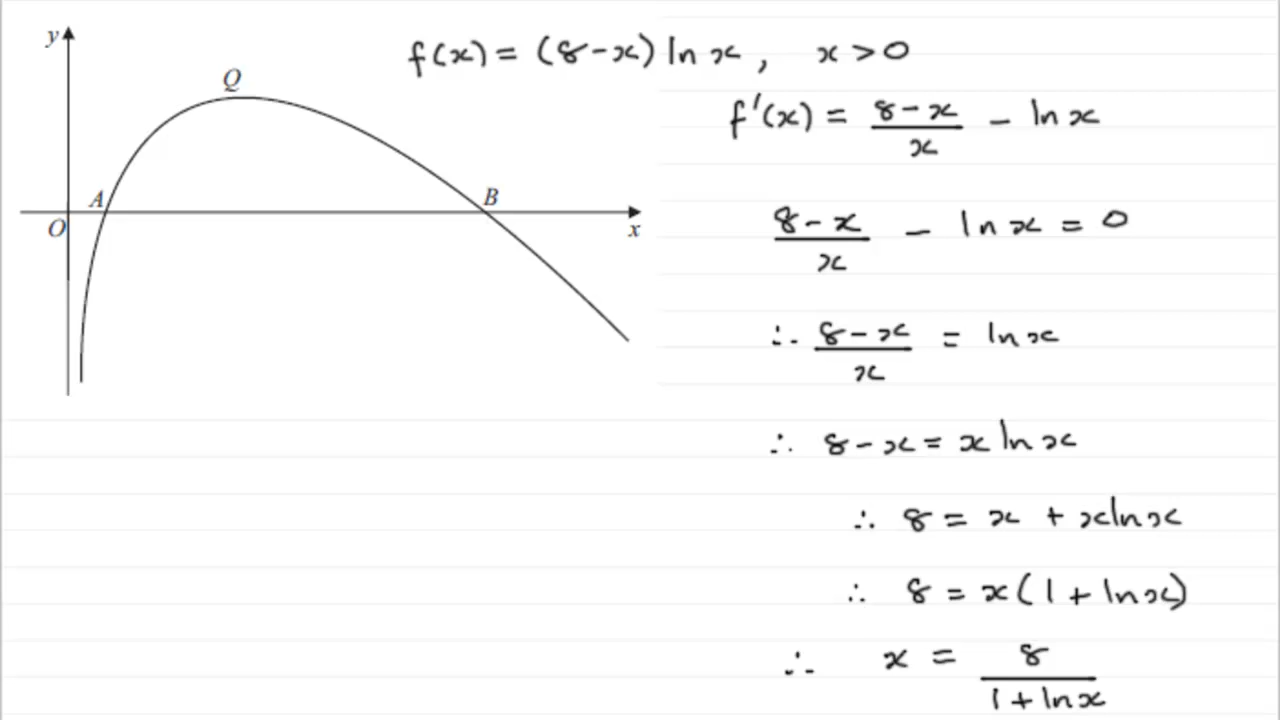 y
Q
A
B
O
x
f(x) = (8-x) ln x, x > 0
f'(x) = (8-x)/x - ln x
(8-x)/x - ln x = 0
∴ (8-x)/x = ln x
∴ 8-x = x ln x
∴ 8 = x + x ln x
∴ 8 = x(1 + ln x)
∴ x = 8/(1 + ln x)